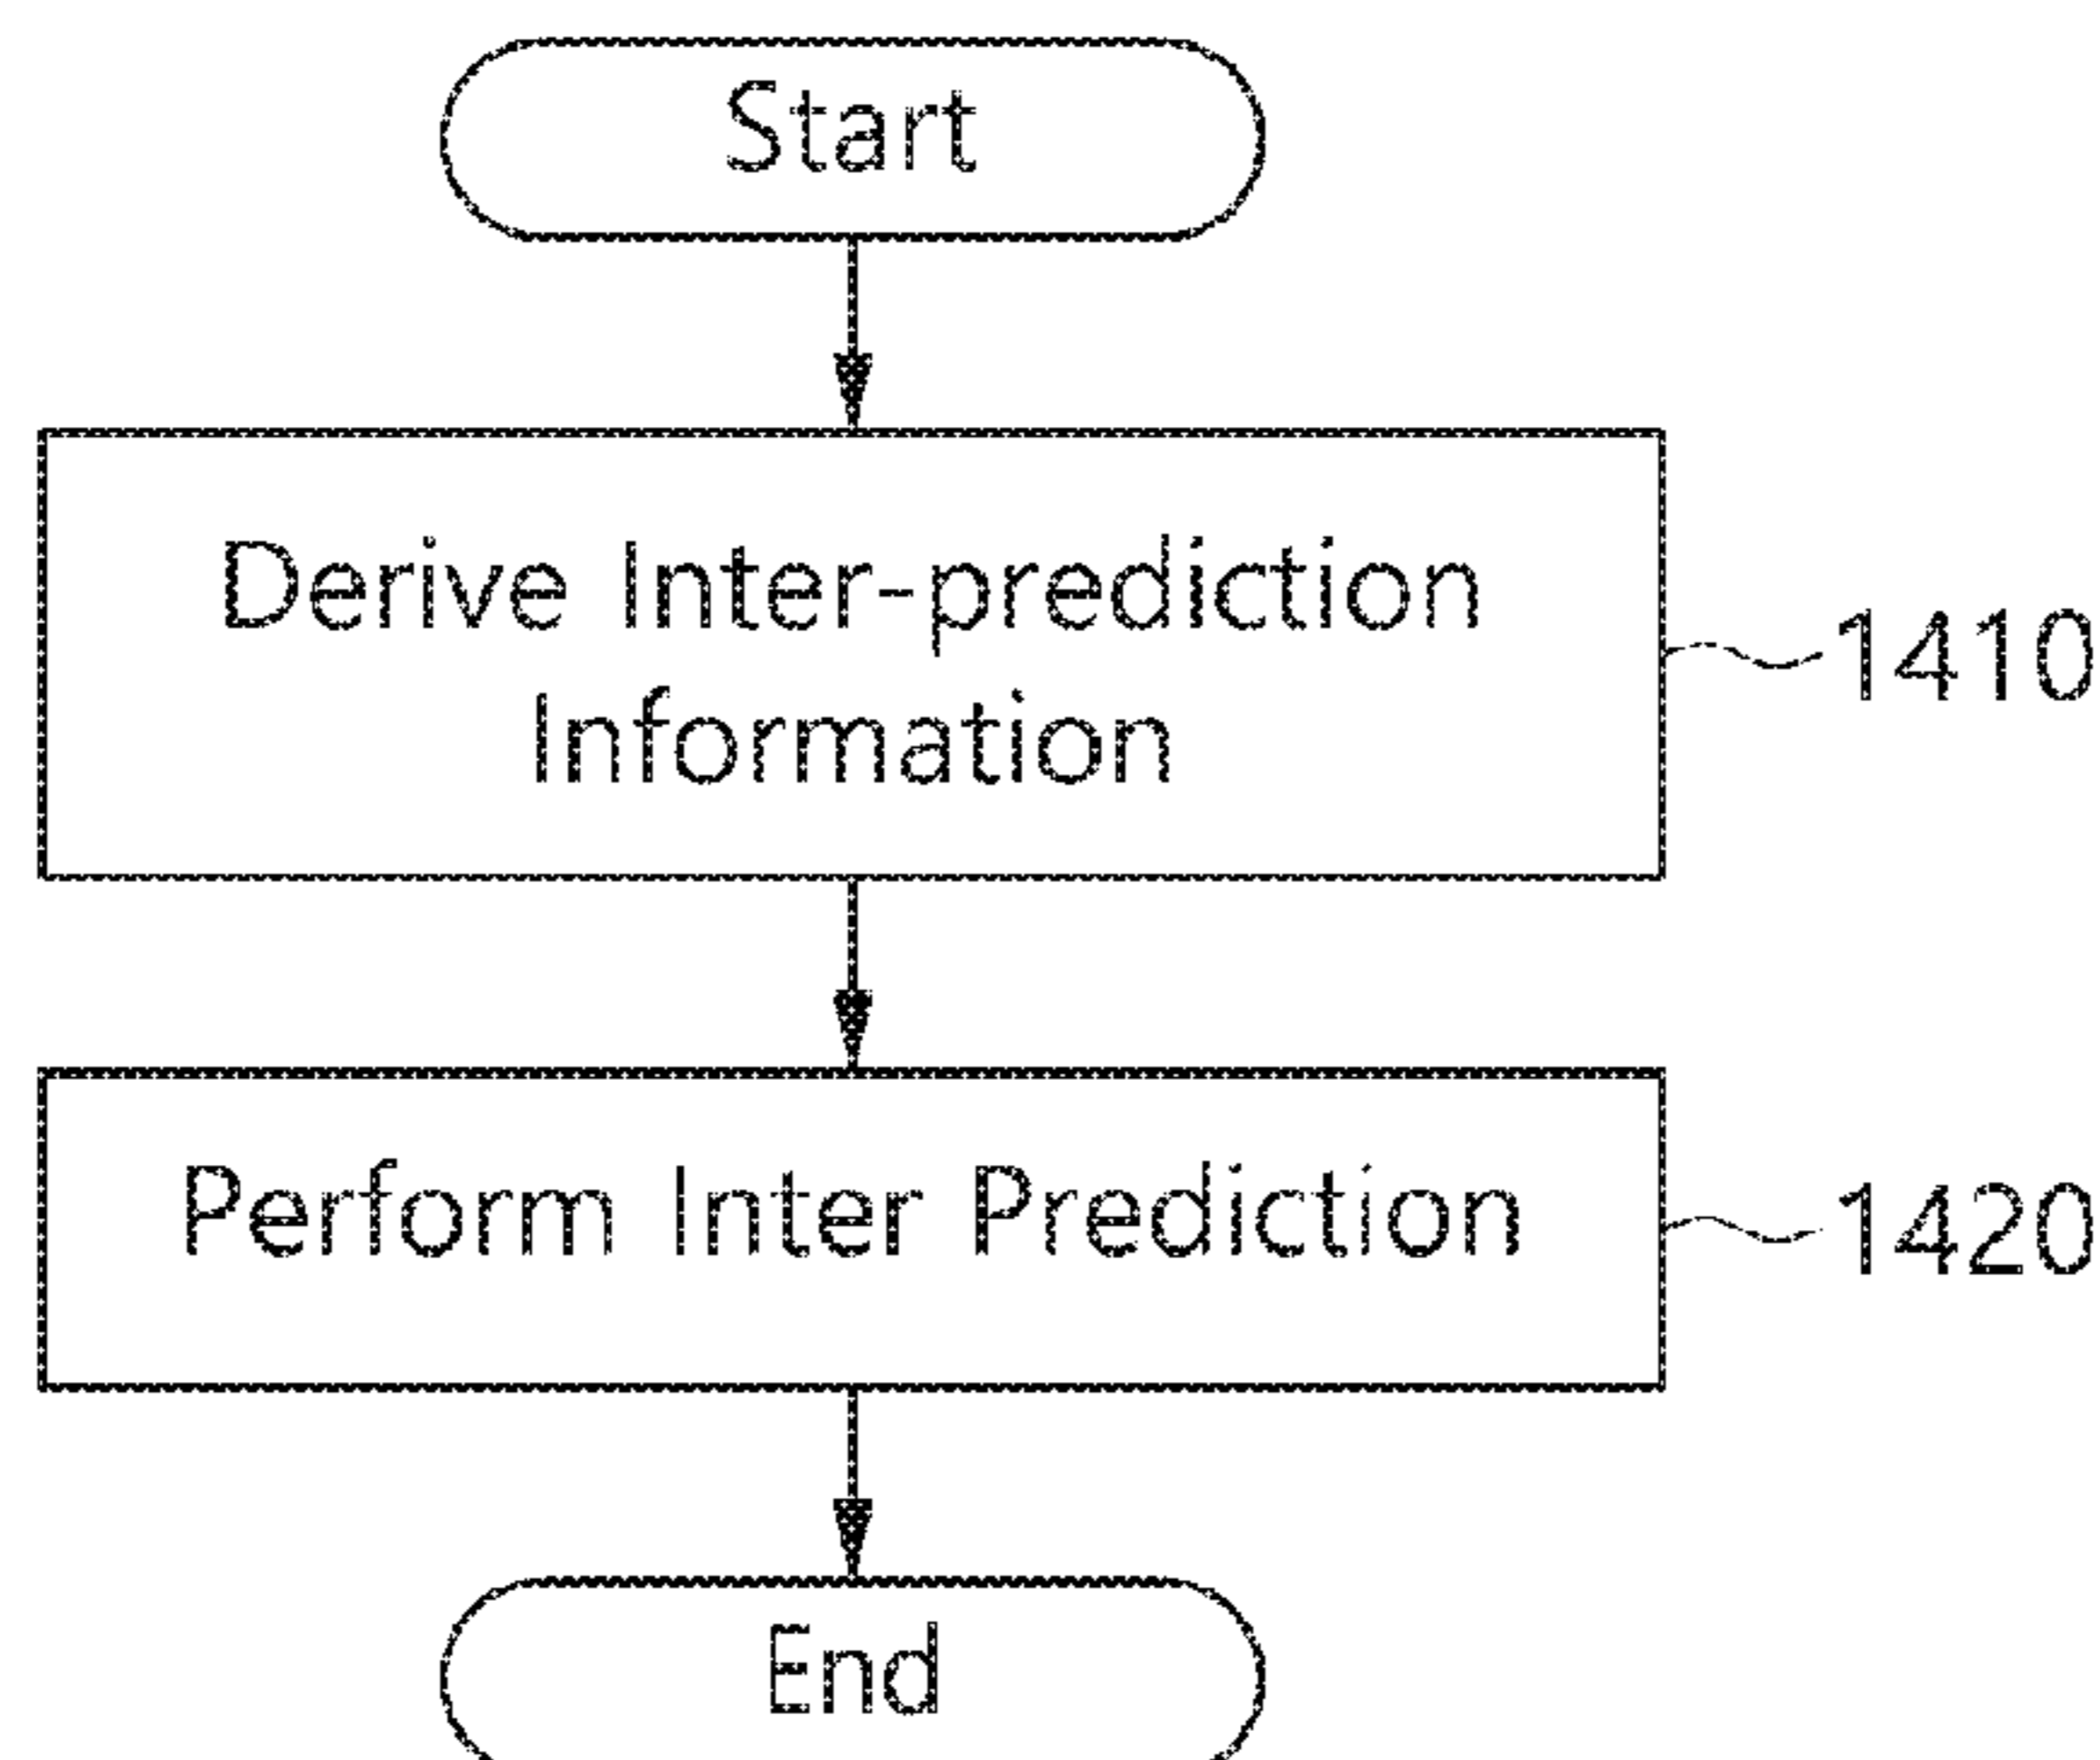 Start
Derive Inter-prediction
Information
1410
Perform Inter Prediction
1420
End